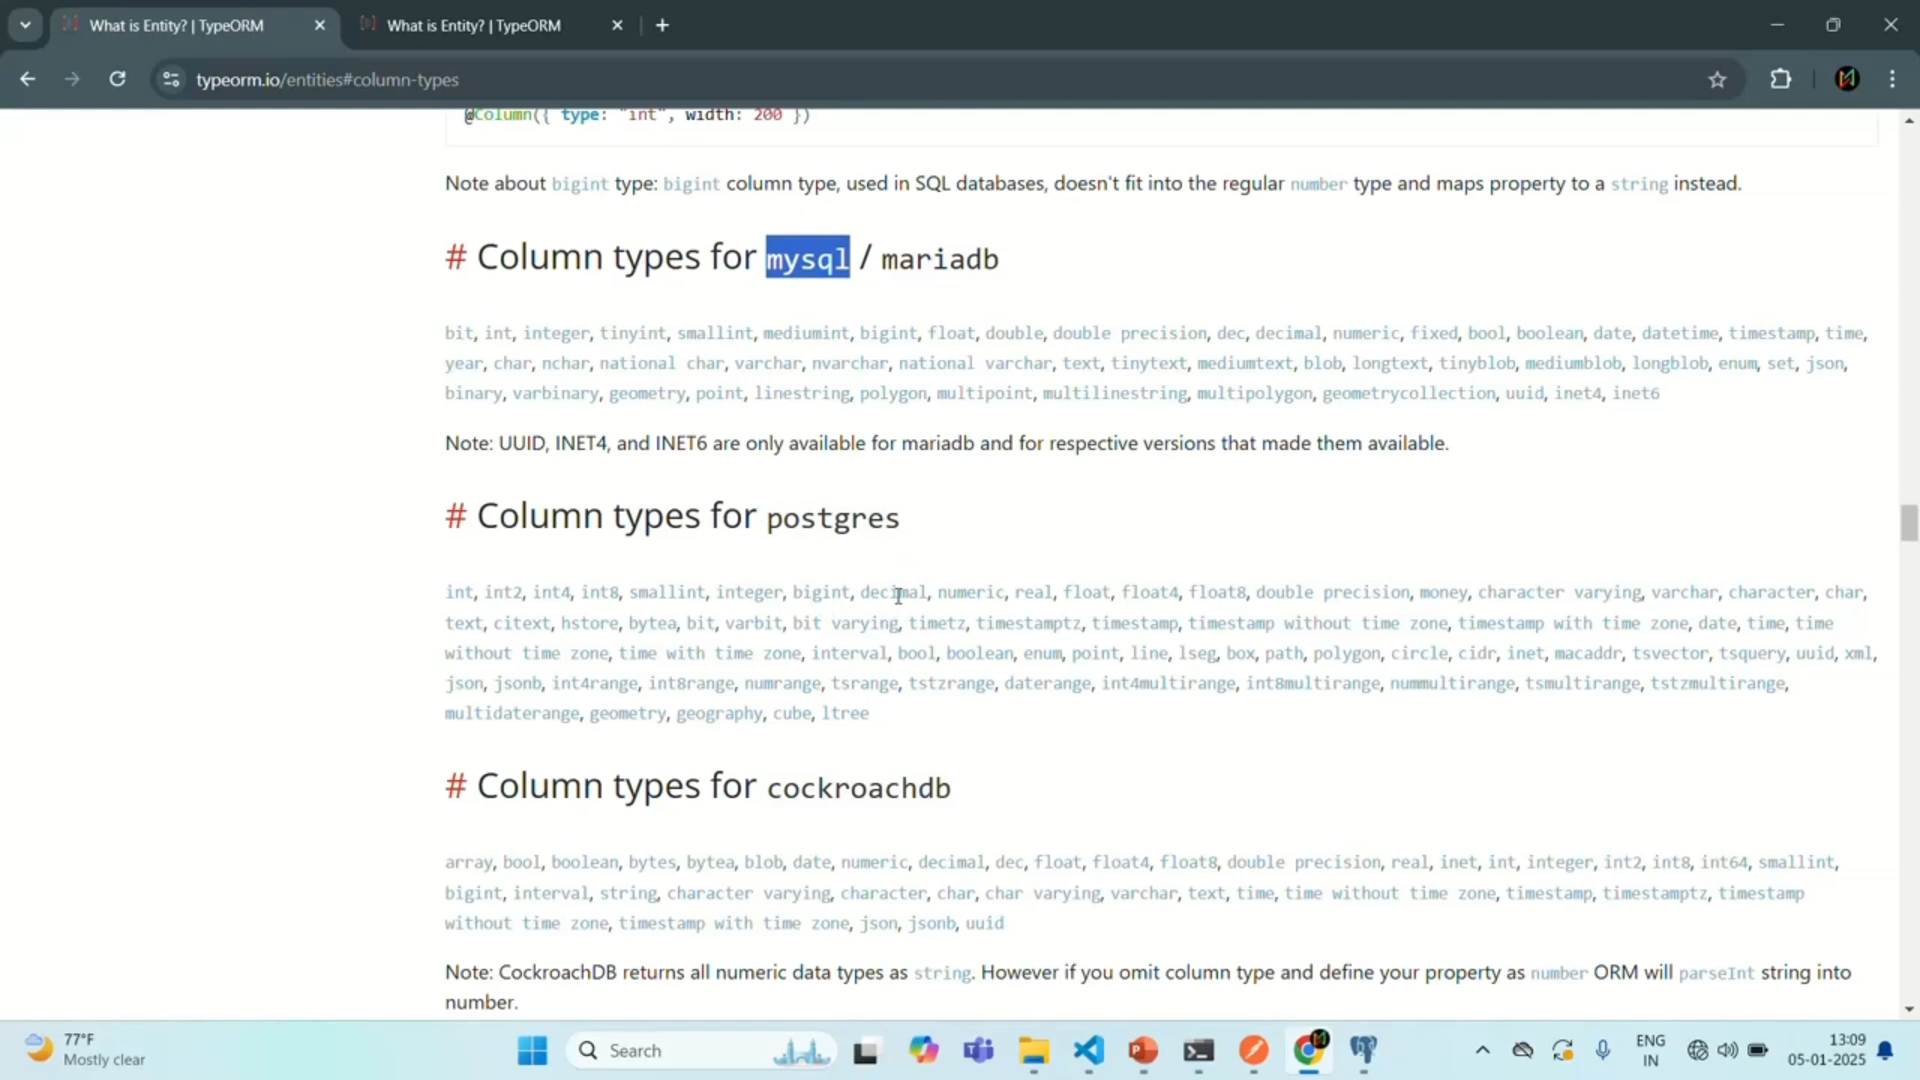 What is Entity? | TypeORM
What is Entity? | TypeORM
typeorm.io/entities#column-types
@Column({ type: "int", width: 200 })
Note about bigint type: bigint column type, used in SQL databases, doesn't fit into the regular number type and maps property to a string instead.
# Column types for mysql / mariadb
bit, int, integer, tinyint, smallint, mediumint, bigint, float, double, double precision, dec, decimal, numeric, fixed, bool, boolean, date, datetime, timestamp, time,
year, char, nchar, national char, varchar, nvarchar, national varchar, text, tinytext, mediumtext, blob, longtext, tinyblob, mediumblob, longblob, enum, set, json,
binary, varbinary, geometry, point, linestring, polygon, multipoint, multilinestring, multipolygon, geometrycollection, uuid, inet4, inet6
Note: UUID, INET4, and INET6 are only available for mariadb and for respective versions that made them available.
# Column types for postgres
int, int2, int4, int8, smallint, integer, bigint, decimal, numeric, real, float, float4, float8, double precision, money, character varying, varchar, character, char,
text, citext, hstore, bytea, bit, varbit, bit varying, timetz, timestamptz, timestamp, timestamp without time zone, timestamp with time zone, date, time, time
without time zone, time with time zone, interval, bool, boolean, enum, point, line, lseg, box, path, polygon, circle, cidr, inet, macaddr, tsvector, tsquery, uuid, xml,
json, jsonb, int4range, int8range, numrange, tsrange, tstzrange, daterange, int4multirange, int8multirange, nummultirange, tsmultirange, tstzmultirange,
multidaterange, geometry, geography, cube, ltree
# Column types for cockroachdb
array, bool, boolean, bytes, bytea, blob, date, numeric, decimal, dec, float, float4, float8, double precision, real, inet, int, integer, int2, int8, int64, smallint,
bigint, interval, string, character varying, character, char, char varying, varchar, text, time, time without time zone, timestamp, timestamptz, timestamp
without time zone, timestamp with time zone, json, jsonb, uuid
Note: CockroachDB returns all numeric data types as string. However if you omit column type and define your property as number ORM will parseInt string into
number.
77°F
Mostly clear
Search
ENG
IN
13:09
05-01-2025